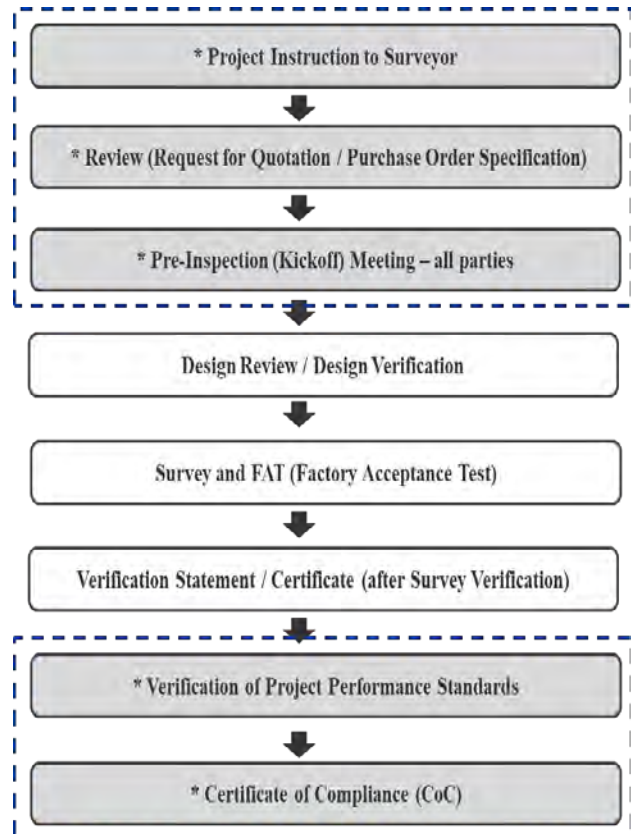 * Project Instruction to Surveyor
* Review (Request for Quotation / Purchase Order Specification)
* Pre-Inspection (Kickoff) Meeting – all parties
Design Review / Design Verification
Survey and FAT (Factory Acceptance Test)
Verification Statement / Certificate (after Survey Verification)
* Verification of Project Performance Standards
* Certificate of Compliance (CoC)